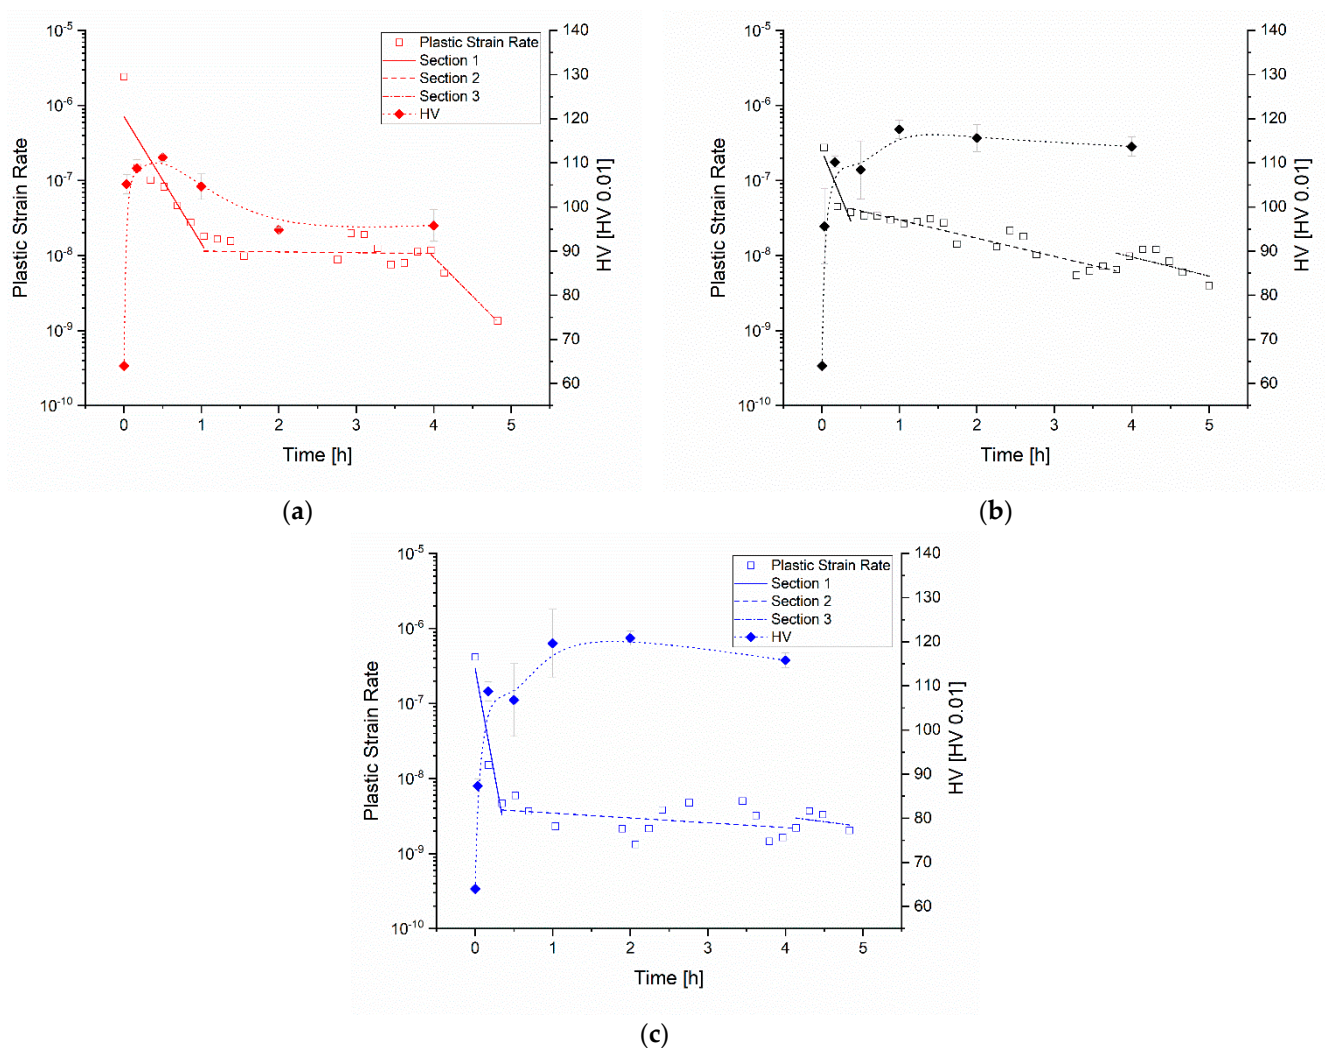 10^-5
10^-6
10^-7
10^-8
10^-9
10^-10
Plastic Strain Rate
Plastic Strain Rate
Section 1
Section 2
Section 3
HV
140
130
120
110
100
90
80
70
60
HV [HV 0.01]
0
1
2
3
4
5
Time [h]
(a)
10^-5
10^-6
10^-7
10^-8
10^-9
10^-10
Plastic Strain Rate
140
130
120
110
100
90
80
70
60
HV [HV 0.01]
0
1
2
3
4
5
Time [h]
(b)
10^-5
10^-6
10^-7
10^-8
10^-9
10^-10
Plastic Strain Rate
Plastic Strain Rate
Section 1
Section 2
Section 3
HV
140
130
120
110
100
90
80
70
60
HV [HV 0.01]
0
1
2
3
4
5
Time [h]
(c)